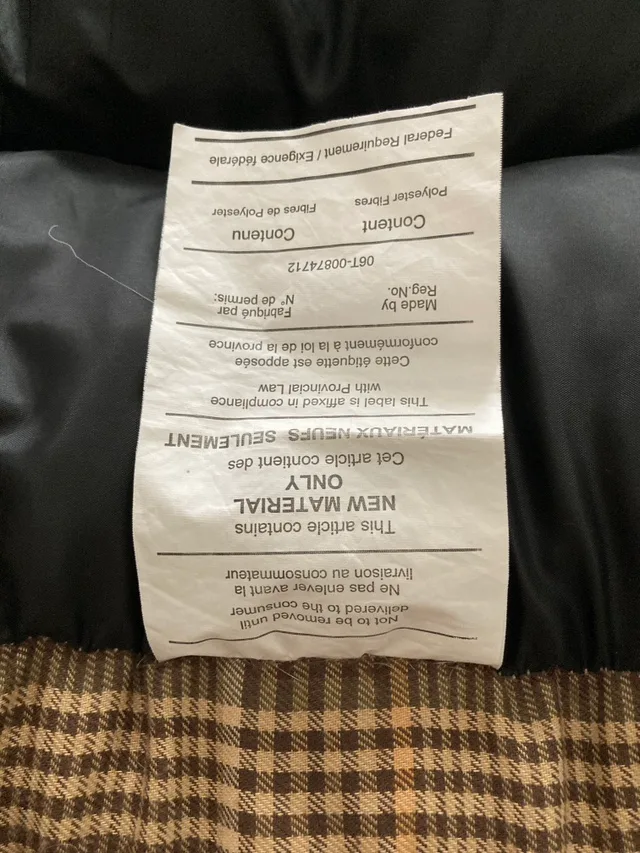 Not to be removed until
delivered to the consumer
Ne pas enlever avant la
livraison au consommateur
This article contains
NEW MATERIAL
ONLY
Cet article contient des
MATÉRIAUX NEUFS SEULEMENT
This label is affixed in compliance
with Provincial Law
Cette étiquette est apposée
conformément à la loi de la province
Made by Fabriqué par
Reg.No. N° de permis:
06T-00874712
Content Contenu
Polyester Fibres Fibres de Polyester
Federal Requirement / Exigence fédérale